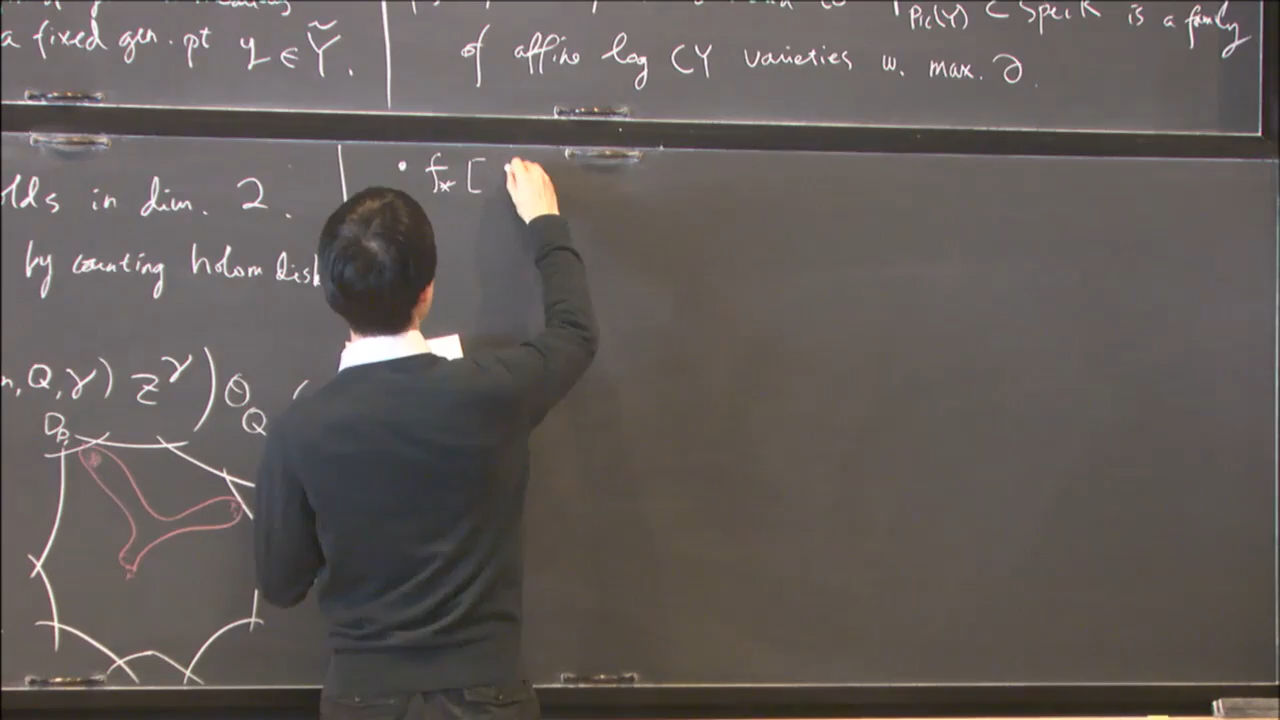 a fixed gen. pt y ∈ Ỹ.
Pic(Y) ⊂ Spec R is a family
of affine log CY varieties w. max. ∂.
lds in dim. 2.
by counting holom disk
n, Q, γ) z^γ) θ_Q (
D_P
• f_* [